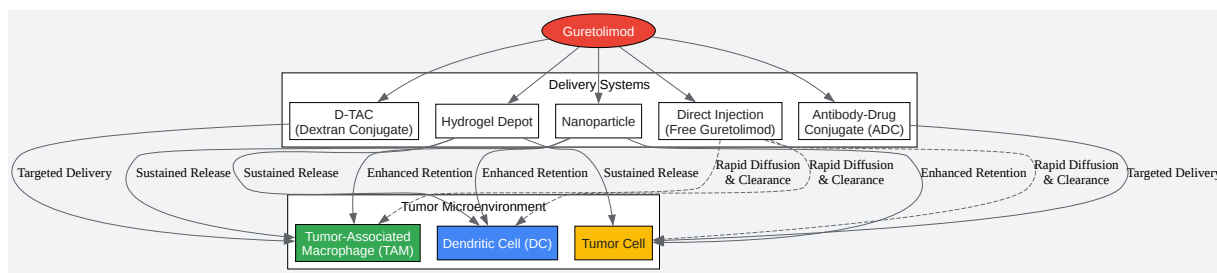 Guretolimod
Delivery Systems
D-TAC
(Dextran Conjugate)
Hydrogel Depot
Nanoparticle
Direct Injection
(Free Guretolimod)
Antibody-Drug
Conjugate (ADC)
Targeted Delivery
Sustained Release
Sustained Release
Enhanced Retention
Enhanced Retention
Sustained Release
Rapid Diffusion
& Clearance
Rapid Diffusion
& Clearance
Enhanced Retention
Rapid Diffusion
& Clearance
Targeted Delivery
Tumor Microenvironment
Tumor-Associated
Macrophage (TAM)
Dendritic Cell (DC)
Tumor Cell